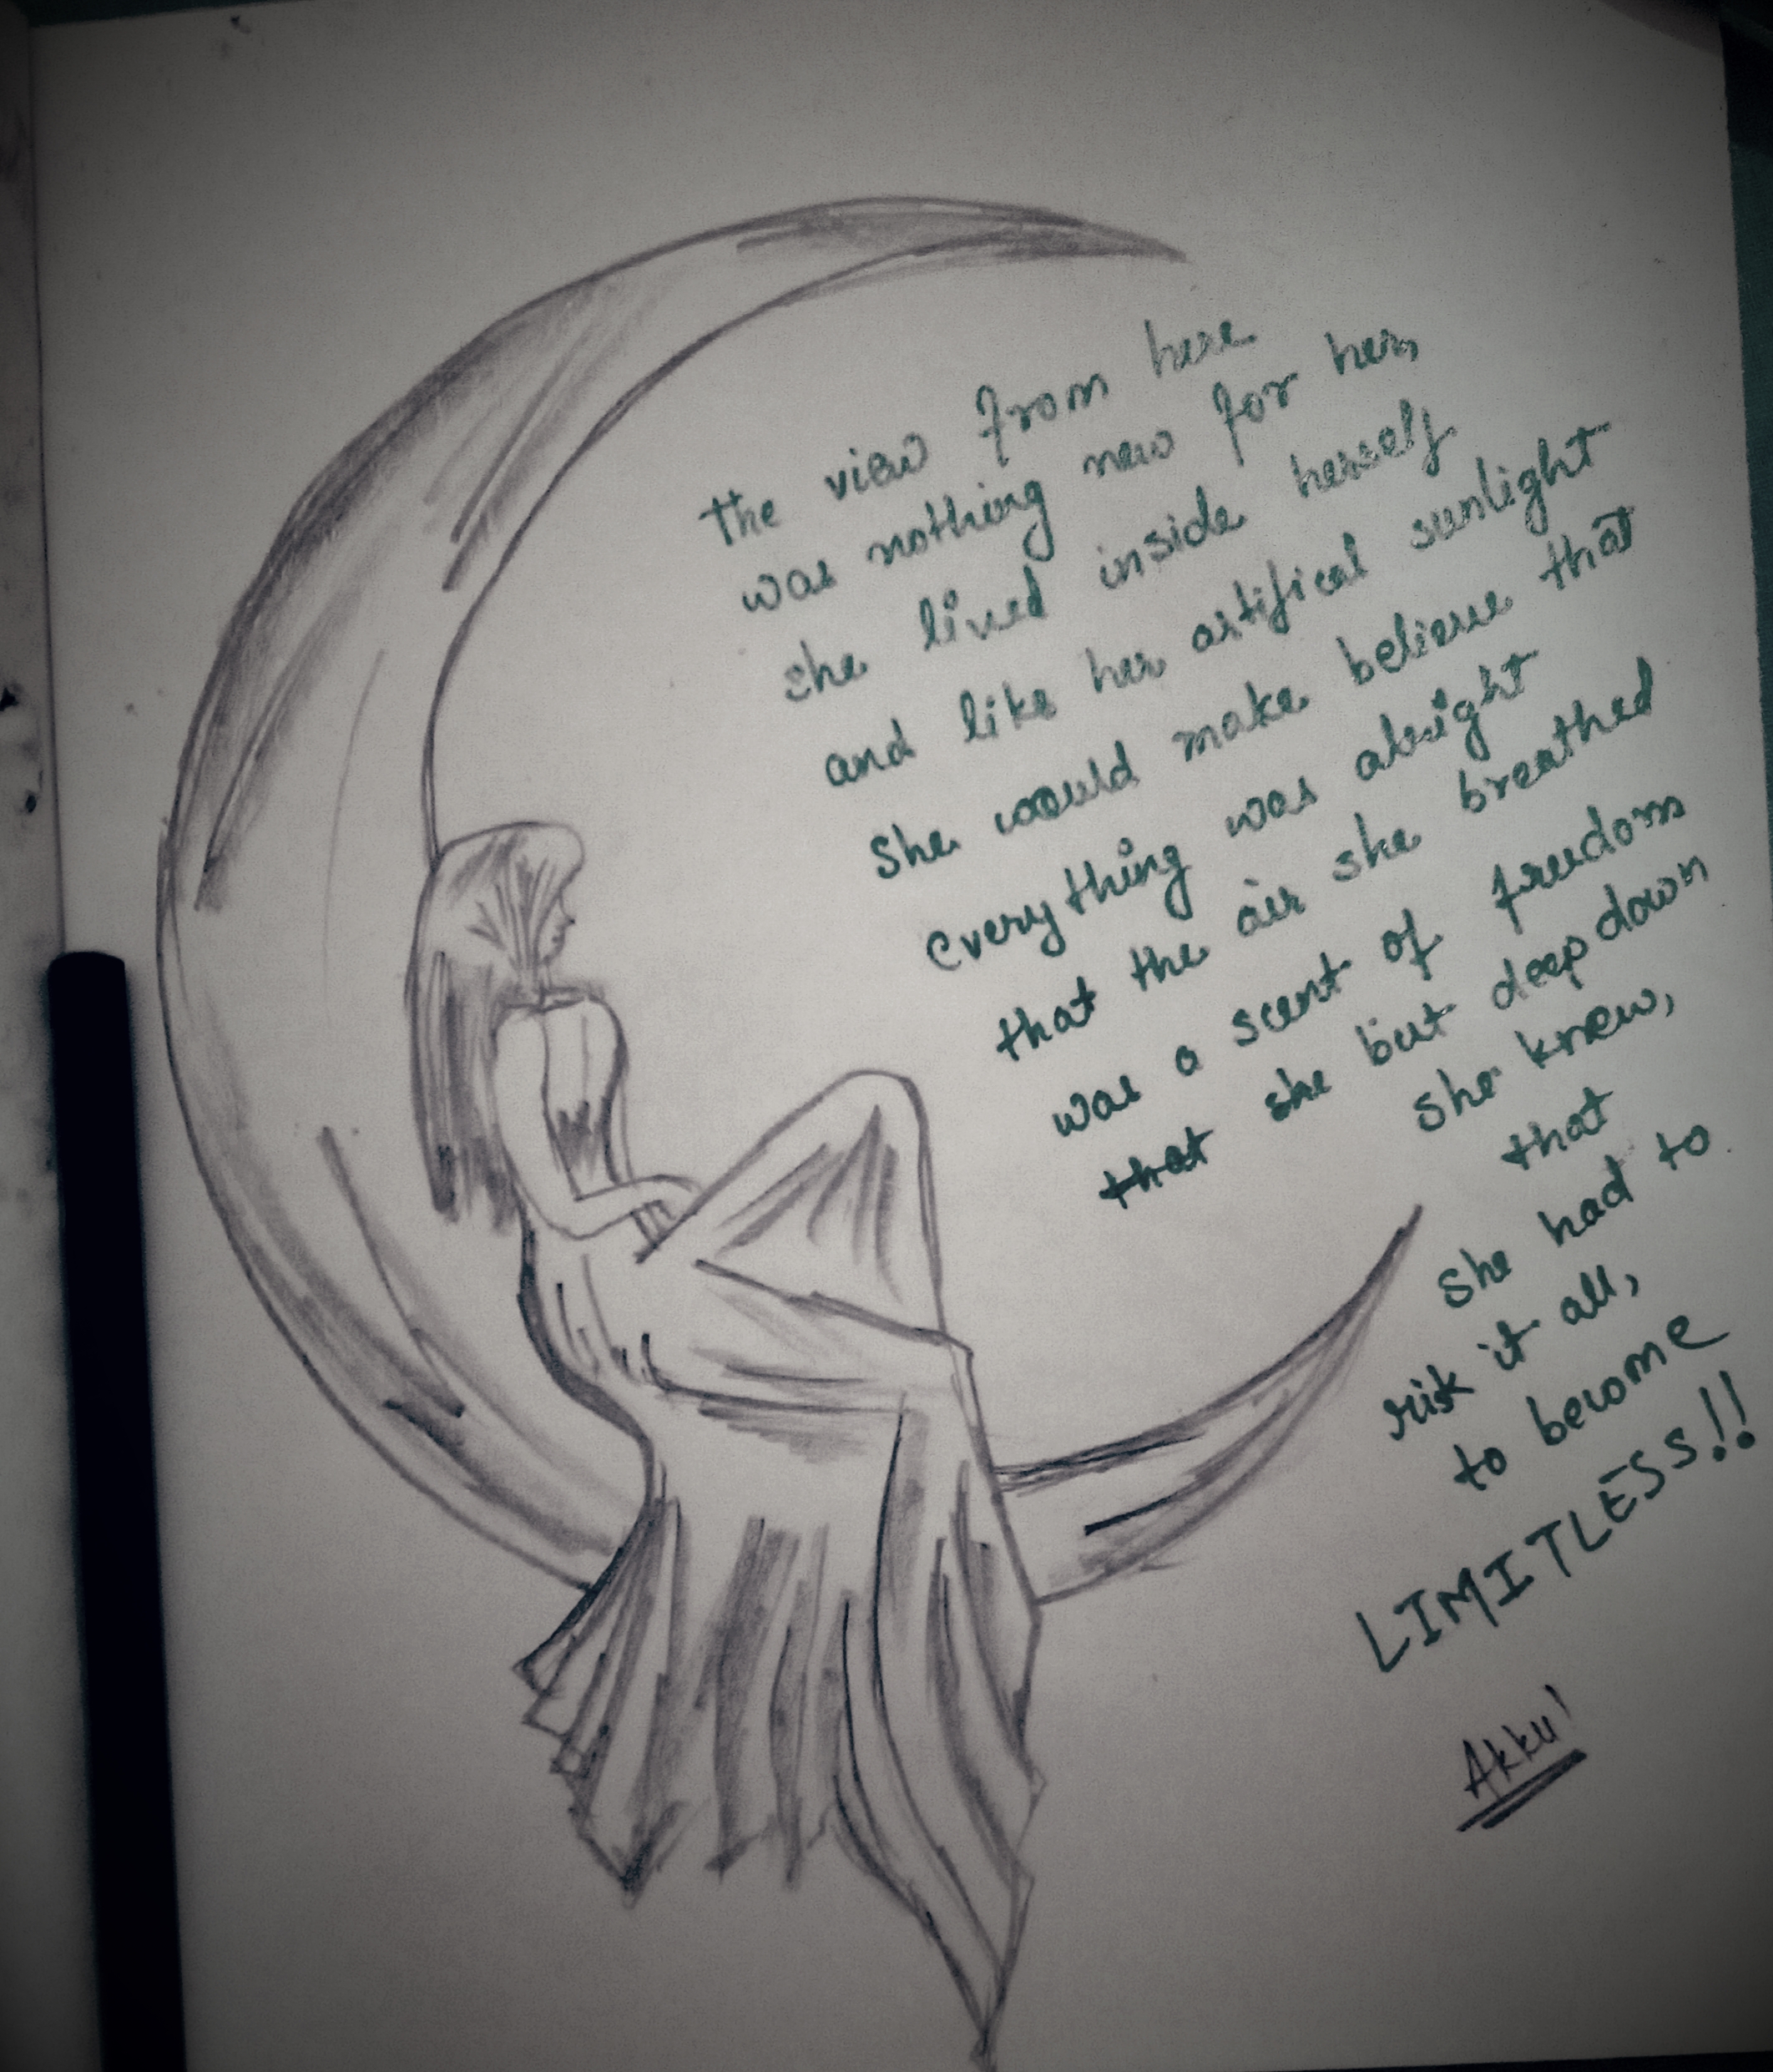 the view from here
was nothing new for her,
she lived inside herself
and like her artifical sunlight
She would make believe that
everything was alright
that the air she breathed
was a scent of freedom
that she but deep down
she knew,
that
She had to
risk it all,
to become
LIMITLESS!!
Akku!